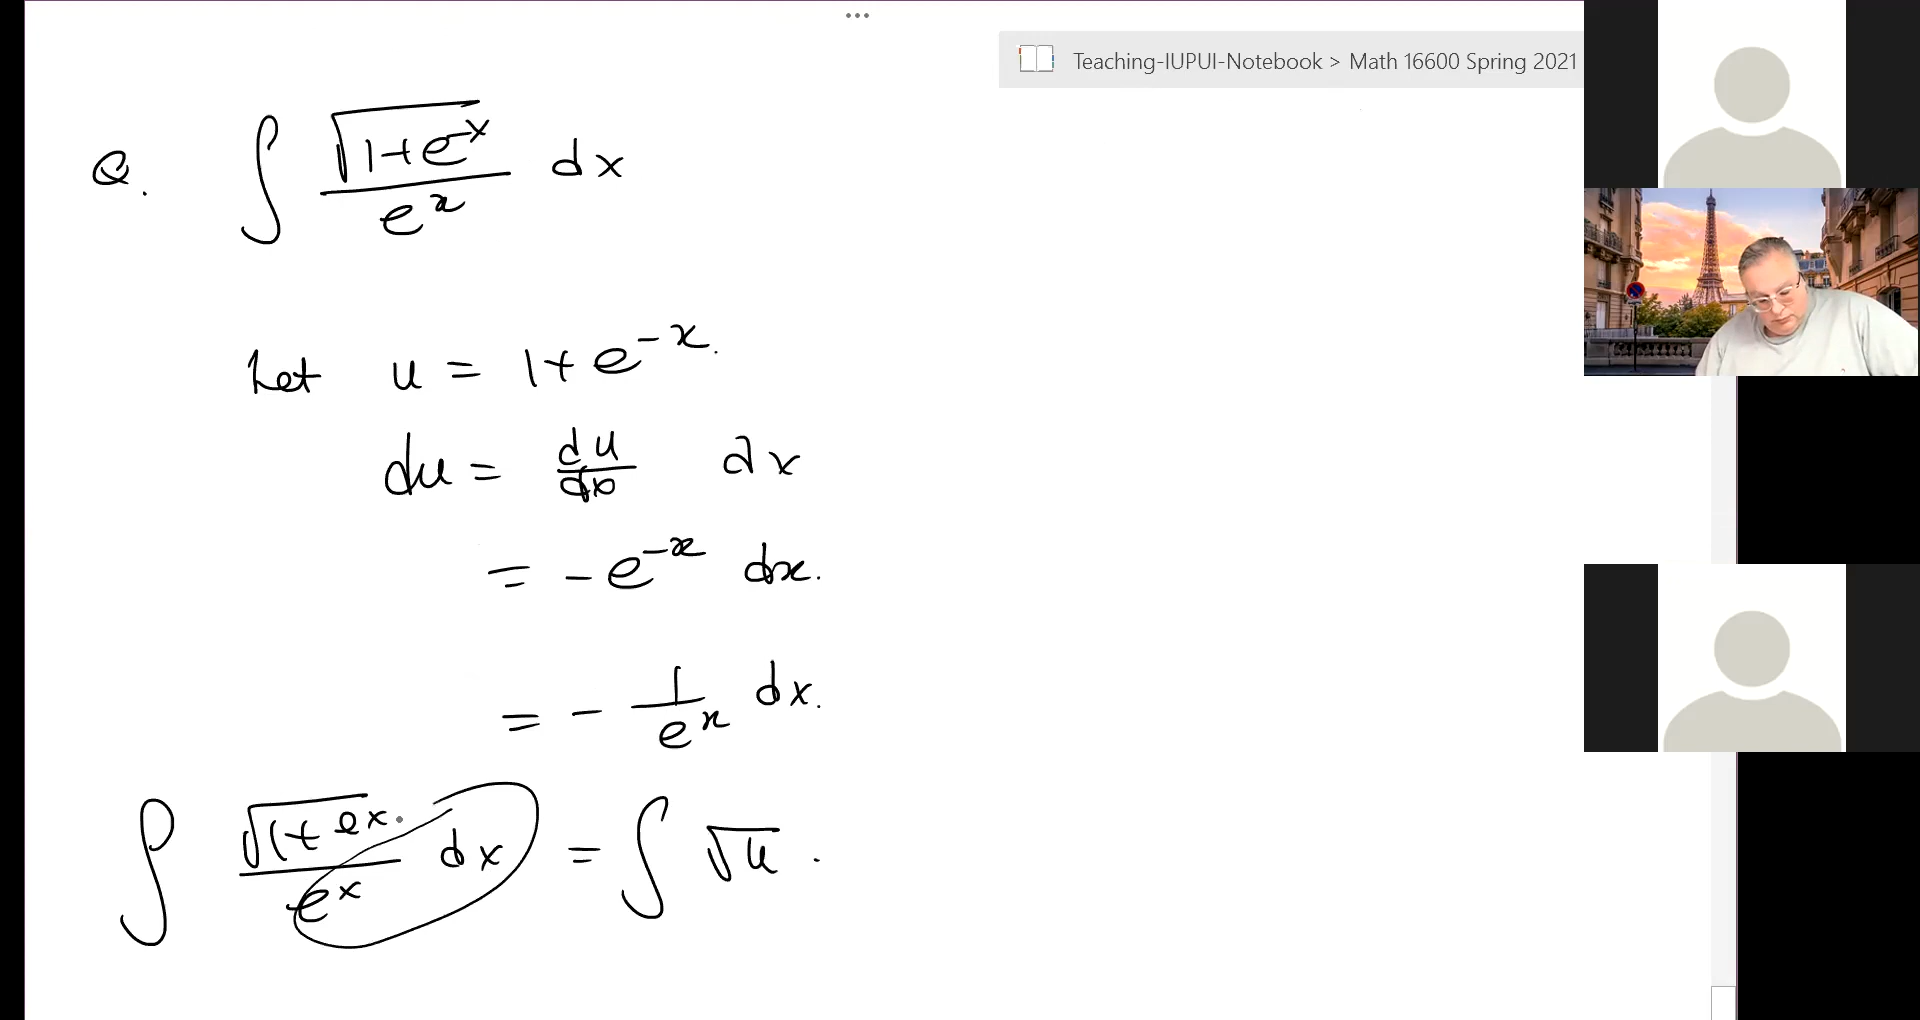 Teaching-IUPUI-Notebook > Math 16600 Spring 2021
Q. ∫ √(1+e^-x) / e^x dx
Let u = 1+e^-x.
du = du/dx dx
= -e^-x dx.
= - 1/e^x dx.
∫ √(1+e^x) / e^x dx = ∫ √u .